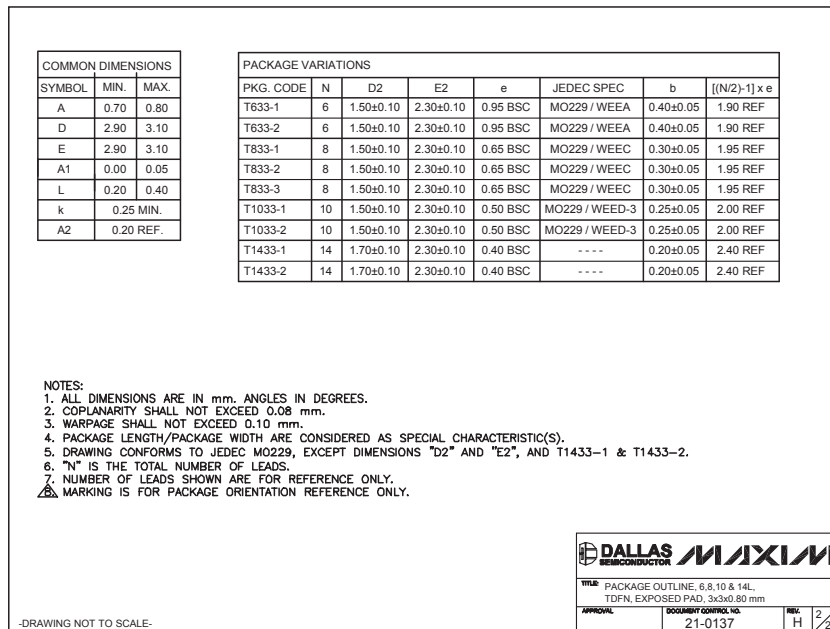 COMMON DIMENSIONS
SYMBOL MIN. MAX.
A 0.70 0.80
D 2.90 3.10
E 2.90 3.10
A1 0.00 0.05
L 0.20 0.40
k 0.25 MIN.
A2 0.20 REF.
PACKAGE VARIATIONS
PKG. CODE N D2 E2 e JEDEC SPEC b [(N/2)-1] x e
T633-1 6 1.50±0.10 2.30±0.10 0.95 BSC MO229 / WEEA 0.40±0.05 1.90 REF
T633-2 6 1.50±0.10 2.30±0.10 0.95 BSC MO229 / WEEA 0.40±0.05 1.90 REF
T833-1 8 1.50±0.10 2.30±0.10 0.65 BSC MO229 / WEEC 0.30±0.05 1.95 REF
T833-2 8 1.50±0.10 2.30±0.10 0.65 BSC MO229 / WEEC 0.30±0.05 1.95 REF
T833-3 8 1.50±0.10 2.30±0.10 0.65 BSC MO229 / WEEC 0.30±0.05 1.95 REF
T1033-1 10 1.50±0.10 2.30±0.10 0.50 BSC MO229 / WEED-3 0.25±0.05 2.00 REF
T1033-2 10 1.50±0.10 2.30±0.10 0.50 BSC MO229 / WEED-3 0.25±0.05 2.00 REF
T1433-1 14 1.70±0.10 2.30±0.10 0.40 BSC - - - - 0.20±0.05 2.40 REF
T1433-2 14 1.70±0.10 2.30±0.10 0.40 BSC - - - - 0.20±0.05 2.40 REF
NOTES:
1. ALL DIMENSIONS ARE IN mm. ANGLES IN DEGREES.
2. COPLANARITY SHALL NOT EXCEED 0.08 mm.
3. WARPAGE SHALL NOT EXCEED 0.10 mm.
4. PACKAGE LENGTH/PACKAGE WIDTH ARE CONSIDERED AS SPECIAL CHARACTERISTIC(S).
5. DRAWING CONFORMS TO JEDEC MO229, EXCEPT DIMENSIONS "D2" AND "E2", AND T1433-1 & T1433-2.
6. "N" IS THE TOTAL NUMBER OF LEADS.
7. NUMBER OF LEADS SHOWN ARE FOR REFERENCE ONLY.
8. MARKING IS FOR PACKAGE ORIENTATION REFERENCE ONLY.
DALLAS SEMICONDUCTOR MAXIM
TITLE: PACKAGE OUTLINE, 6,8,10 & 14L,
TDFN, EXPOSED PAD, 3x3x0.80 mm
APPROVAL DOCUMENT CONTROL NO. REV.
21-0137 H 2/2
-DRAWING NOT TO SCALE-